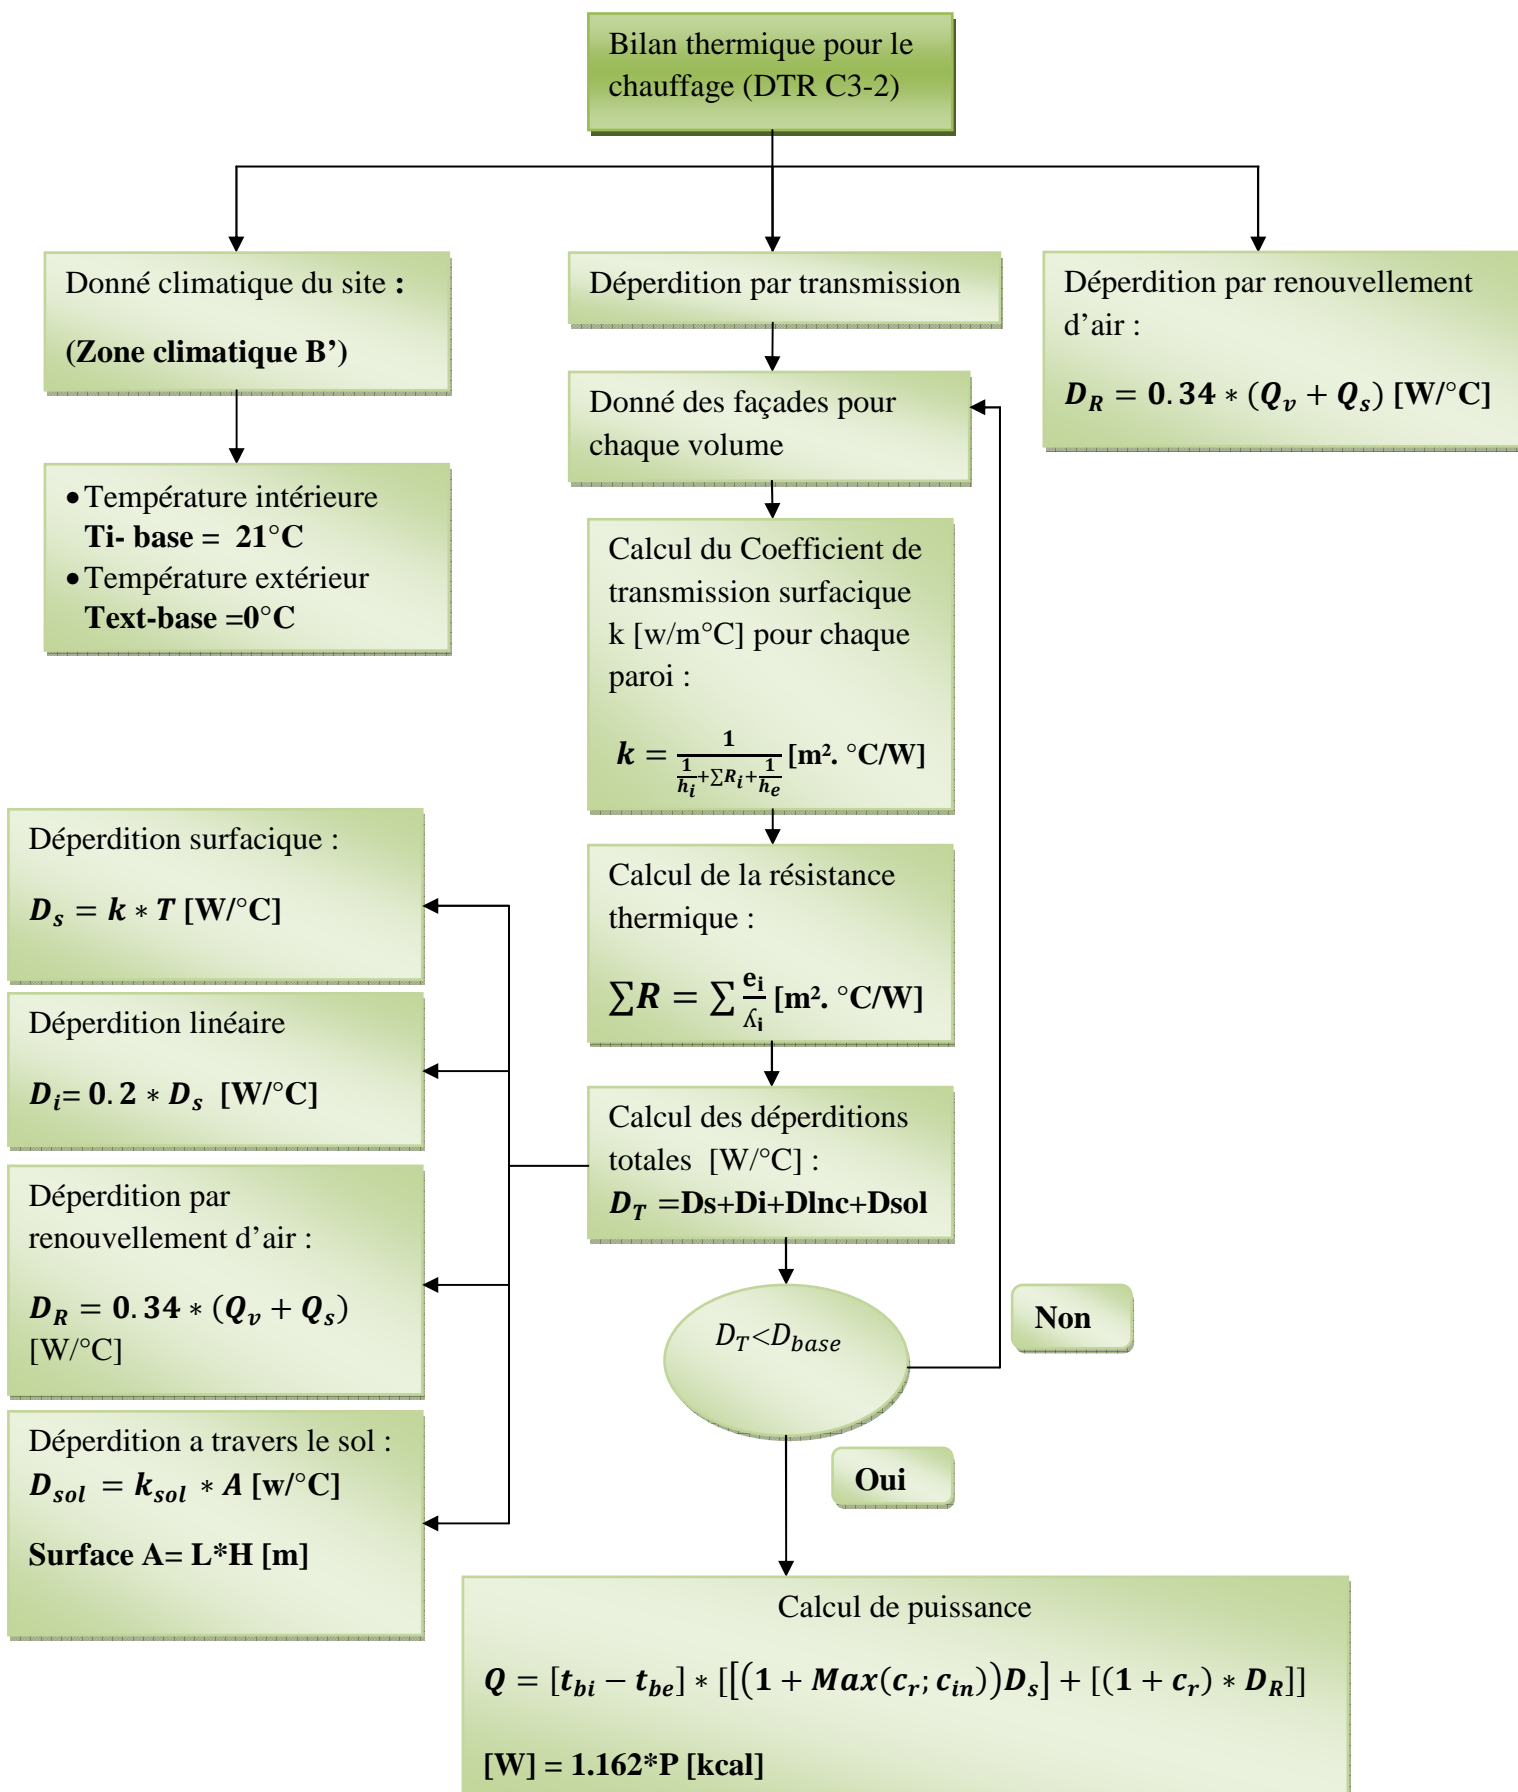 Bilan thermique pour le
chauffage (DTR C3-2)
Donné climatique du site :
(Zone climatique B’)
Déperdition par transmission
Déperdition par renouvellement
d’air :
D_R = 0.34 ∗ (Q_v + Q_s) [W/°C]
• Température intérieure
Ti- base = 21°C
• Température extérieur
Text-base =0°C
Donné des façades pour
chaque volume
Calcul du Coefficient de
transmission surfacique
k [w/m°C] pour chaque
paroi :
k = 1 / (1/h_i + ∑R_i + 1/h_e) [m². °C/W]
Calcul de la résistance
thermique :
∑R = ∑ e_i/ʎ_i [m². °C/W]
Calcul des déperditions
totales [W/°C] :
D_T =Ds+Di+Dlnc+Dsol
Déperdition surfacique :
D_s = k ∗ T [W/°C]
Déperdition linéaire
D_i= 0.2 ∗ D_s [W/°C]
Déperdition par
renouvellement d’air :
D_R = 0.34 ∗ (Q_v + Q_s)
[W/°C]
Déperdition a travers le sol :
D_sol = k_sol ∗ A [w/°C]
Surface A= L*H [m]
D_T<D_base
Non
Oui
Calcul de puissance
Q = [t_bi − t_be] ∗ [[(1 + Max(c_r; c_in))D_s] + [(1 + c_r) ∗ D_R]]
[W] = 1.162*P [kcal]